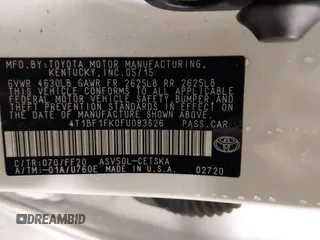 MFD.BY:TOYOTA MOTOR MANUFACTURING,
KENTUCKY,INC.05/15
GVWR 4630LB GAWR FR 2625LB RR 2625LB
THIS VEHICLE CONFORMS TO ALL APPLICABLE
FEDERAL MOTOR VEHICLE SAFETY, BUMPER, AND
THEFT PREVENTION STANDARDS IN EFFECT ON
THE DATE OF MANUFACTURE SHOWN ABOVE.
4T1BF1FK0FU083626 PASS.CAR
C/TR:070/FF20 ASV50L-CETSKA
A/TM:-01A/U760E
TOYOTA
02720
DREAMBID